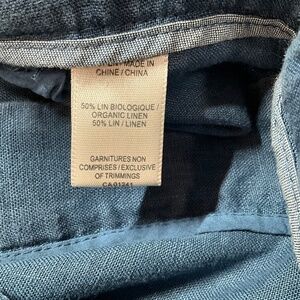 MADE IN
CHINE / CHINA
50% LIN BIOLOGIQUE /
ORGANIC LINEN
50% LIN / LINEN
GARNITURES NON
COMPRISES / EXCLUSIVE
OF TRIMMINGS